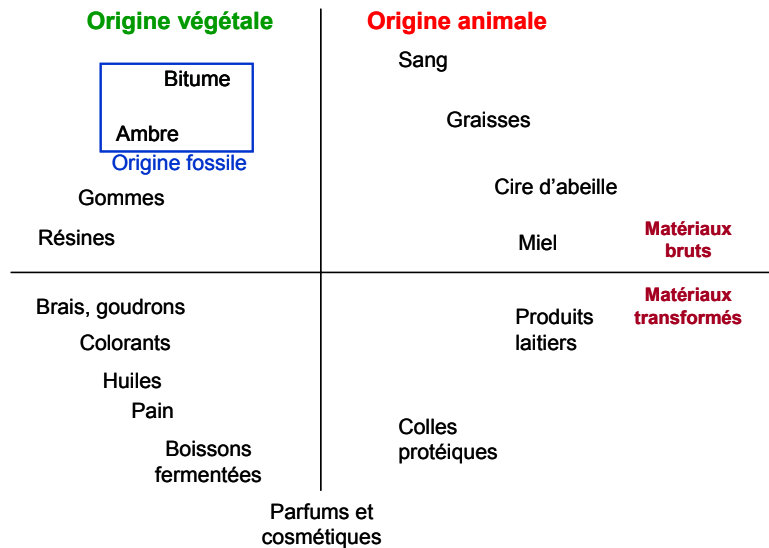 Origine végétale
Origine animale
Bitume
Ambre
Origine fossile
Gommes
Résines
Sang
Graisses
Cire d’abeille
Miel
Matériaux
bruts
Brais, goudrons
Colorants
Huiles
Pain
Boissons
fermentées
Produits
laitiers
Matériaux
transformés
Colles
protéiques
Parfums et
cosmétiques